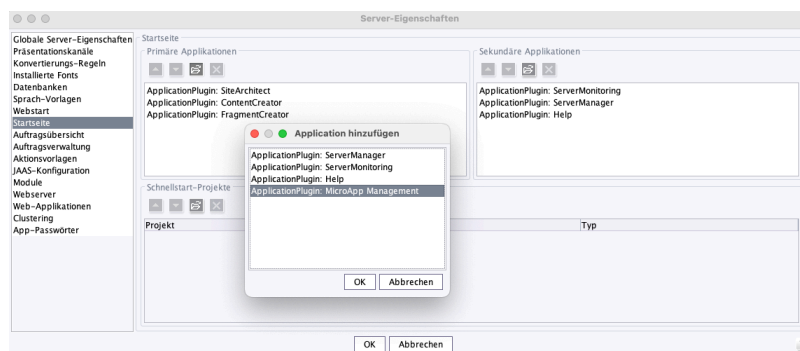 Server-Eigenschaften
Globale Server-Eigenschaften
Präsentationskanäle
Konvertierungs-Regeln
Installierte Fonts
Datenbanken
Sprach-Vorlagen
Webstart
Startseite
Auftragsübersicht
Auftragsverwaltung
Aktionsvorlagen
JAAS-Konfiguration
Module
Webserver
Web-Applikationen
Clustering
App-Passwörter
Startseite
Primäre Applikationen
ApplicationPlugin: SiteArchitect
ApplicationPlugin: ContentCreator
ApplicationPlugin: FragmentCreator
Sekundäre Applikationen
ApplicationPlugin: ServerMonitoring
ApplicationPlugin: ServerManager
ApplicationPlugin: Help
Schnellstart-Projekte
Projekt
Typ
Application hinzufügen
ApplicationPlugin: ServerManager
ApplicationPlugin: ServerMonitoring
ApplicationPlugin: Help
ApplicationPlugin: MicroApp Management
OK Abbrechen
OK Abbrechen